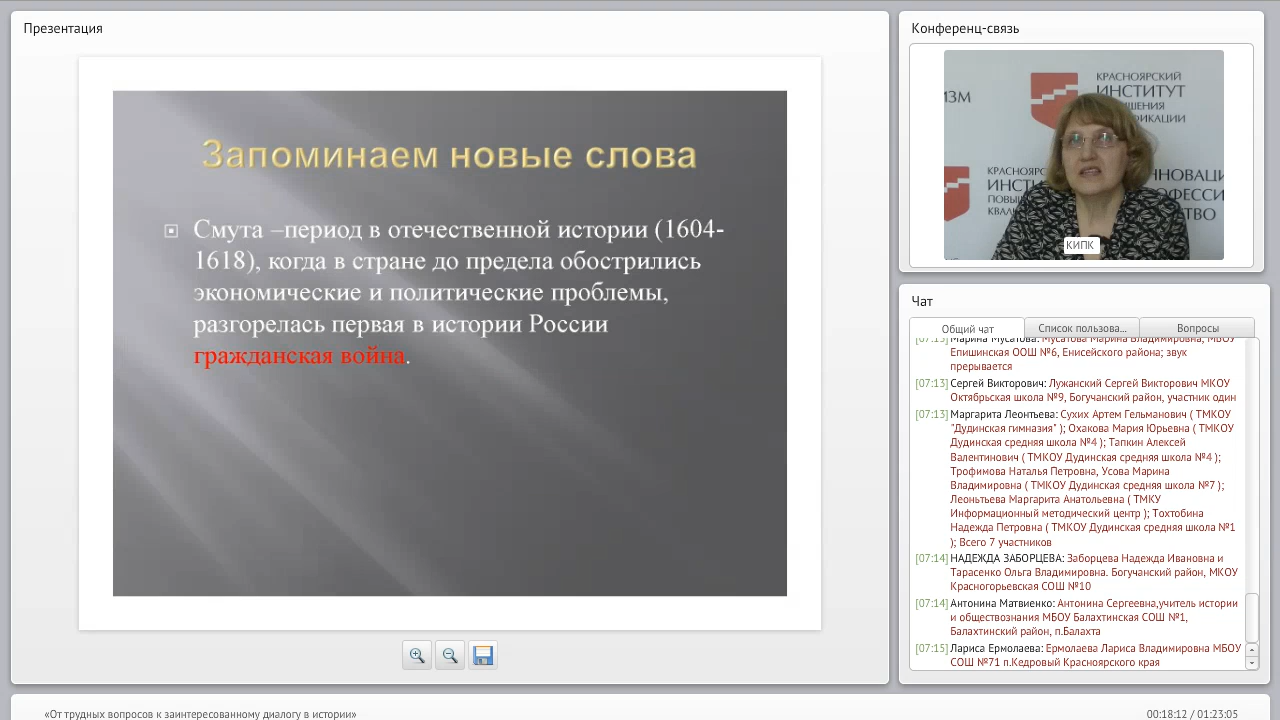 Презентация
Запоминаем новые слова
Смута –период в отечественной истории (1604-
1618), когда в стране до предела обострились
экономические и политические проблемы,
разгорелась первая в истории России
гражданская война.
Конференц-связь
ИЗМ
КРАСНОЯРСКИЙ
ИНСТИТУТ
КРАСНОЯРС
КИПК
Чат
Общий чат
Список пользова...
Вопросы
[07:13] Марина Мусатова: Мусатова Марина Владимировна, МБОУ
Епишинская ООШ №6, Енисейского района; звук
прерывается
[07:13] Сергей Викторович: Лужанский Сергей Викторович МКОУ
Октябрьская школа №9, Богучанский район, участник один
[07:13] Маргарита Леонтьева: Сухих Артем Гельманович ( ТМКОУ
"Дудинская гимназия" ); Охакова Мария Юрьевна ( ТМКОУ
Дудинская средняя школа №4 ); Тапкин Алексей
Валентинович ( ТМКОУ Дудинская средняя школа №4 );
Трофимова Наталья Петровна, Усова Марина
Владимировна ( ТМКОУ Дудинская средняя школа №7 );
Леоньтьева Маргарита Анатольевна ( ТМКУ
Информационный методический центр ); Тохтобина
Надежда Петровна ( ТМКОУ Дудинская средняя школа №1
); Всего 7 участников
[07:14] НАДЕЖДА ЗАБОРЦЕВА: Заборцева Надежда Ивановна и
Тарасенко Ольга Владимировна. Богучанский район, МКОУ
Красногорьевская СОШ №10
[07:14] Антонина Матвиенко: Антонина Сергеевна,учитель истории
и обществознания МБОУ Балахтинская СОШ №1,
Балахтинский район, п.Балахта
[07:15] Лариса Ермолаева: Ермолаева Лариса Владимировна МБОУ
СОШ №71 п.Кедровый Красноярского края
«От трудных вопросов к заинтересованному диалогу в истории»
00:18:12 / 01:23:05